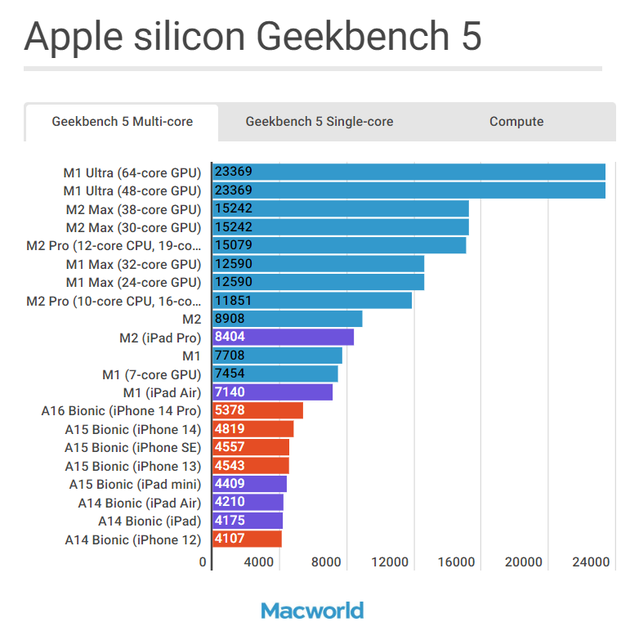 Apple silicon Geekbench 5
Geekbench 5 Multi-core Geekbench 5 Single-core Compute
M1 Ultra (64-core GPU) 23369
M1 Ultra (48-core GPU) 23369
M2 Max (38-core GPU) 15242
M2 Max (30-core GPU) 15242
M2 Pro (12-core CPU, 19-co... 15079
M1 Max (32-core GPU) 12590
M1 Max (24-core GPU) 12590
M2 Pro (10-core CPU, 16-co... 11851
M2 8908
M2 (iPad Pro) 8404
M1 7708
M1 (7-core GPU) 7454
M1 (iPad Air) 7140
A16 Bionic (iPhone 14 Pro) 5378
A15 Bionic (iPhone 14) 4819
A15 Bionic (iPhone SE) 4557
A15 Bionic (iPhone 13) 4543
A15 Bionic (iPad mini) 4409
A14 Bionic (iPad Air) 4210
A14 Bionic (iPad) 4175
A14 Bionic (iPhone 12) 4107
0 4000 8000 12000 16000 20000 24000
Macworld